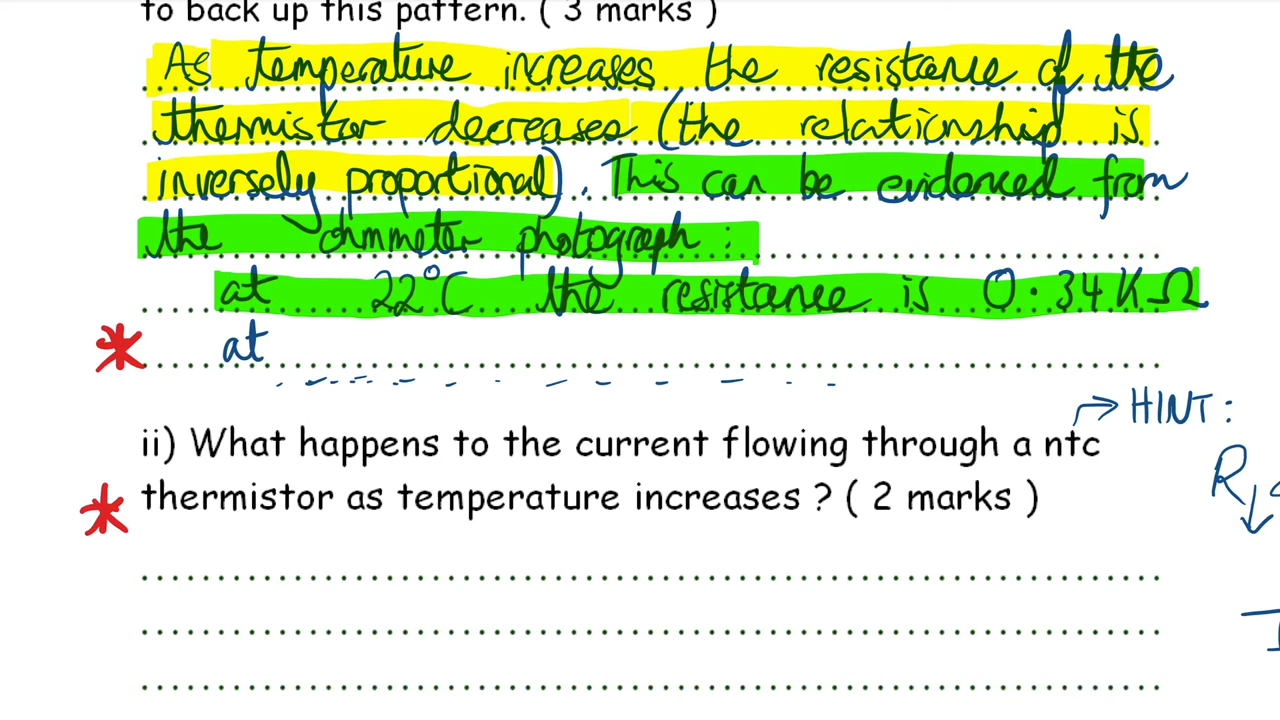 to back up this pattern. ( 3 marks )
As temperature increases the resistance of the
thermistor decreases (the relationship is
inversely proportional). This can be evidenced from
the ohmmeter photograph :
at 22°C the resistance is 0.34KΩ
* at
→ HINT :
ii) What happens to the current flowing through a ntc
* thermistor as temperature increases ? ( 2 marks )
R↓